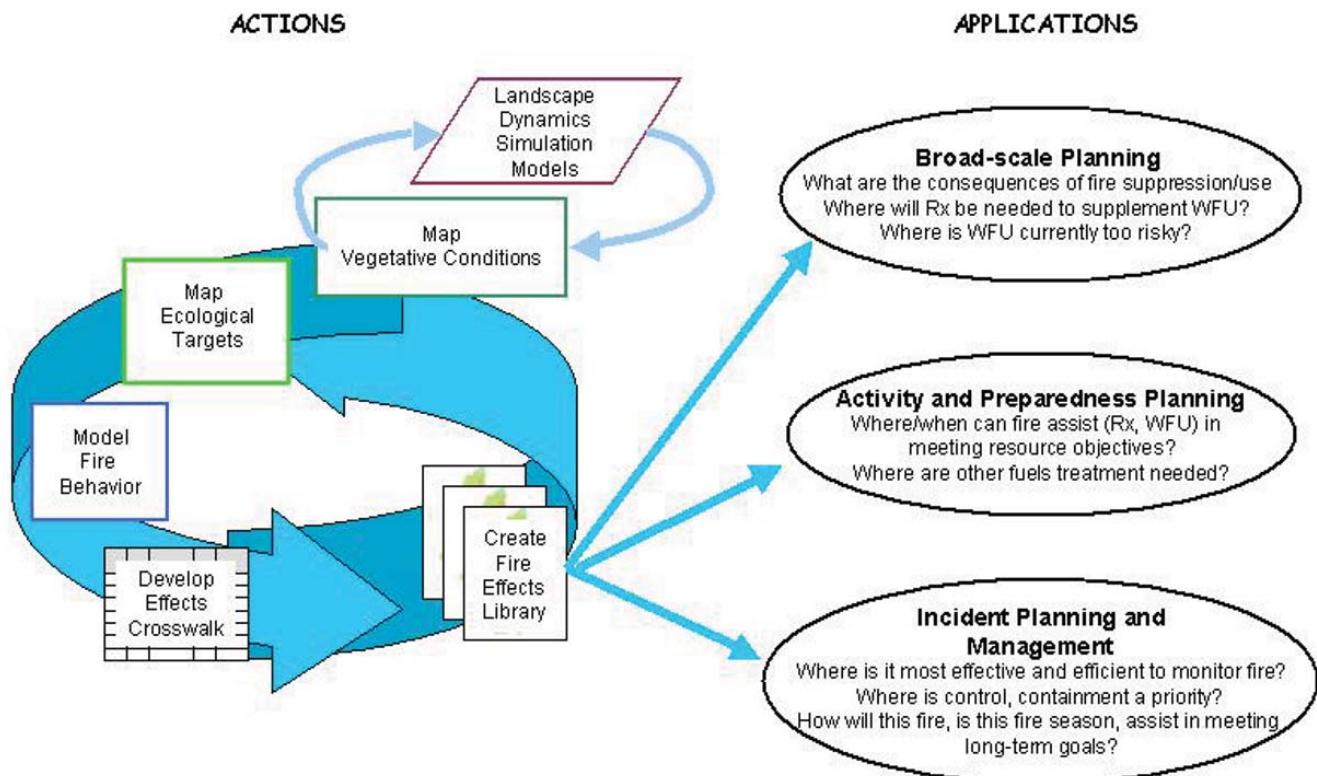 ACTIONS
APPLICATIONS
Landscape
Dynamics
Simulation
Models
Map
Vegetative Conditions
Map
Ecological
Targets
Model
Fire
Behavior
Develop
Effects
Crosswalk
Create
Fire
Effects
Library
Broad-scale Planning
What are the consequences of fire suppression/use
Where will Rx be needed to supplement WFU?
Where is WFU currently too risky?
Activity and Preparedness Planning
Where/when can fire assist (Rx, WFU) in
meeting resource objectives?
Where are other fuels treatment needed?
Incident Planning and
Management
Where is it most effective and efficient to monitor fire?
Where is control, containment a priority?
How will this fire, is this fire season, assist in meeting
long-term goals?